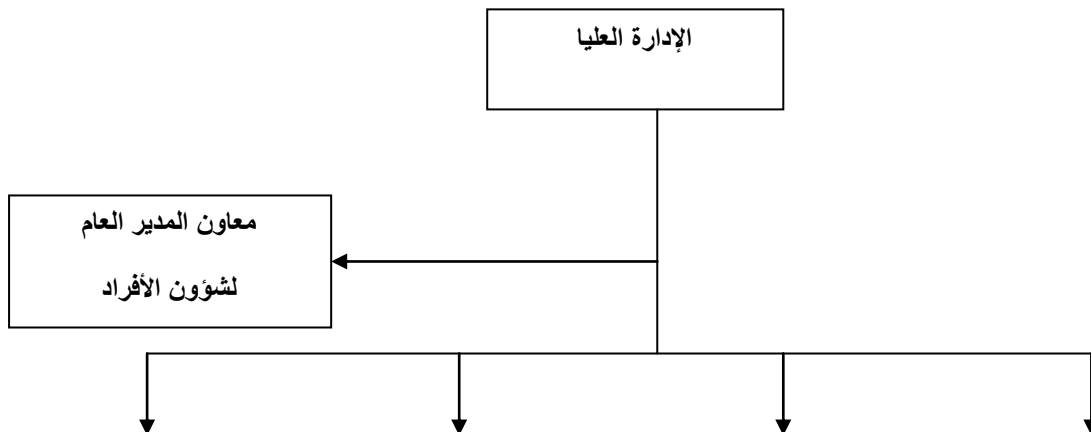 الإدارة العليا
معاون المدير العام
لشؤون الأفراد